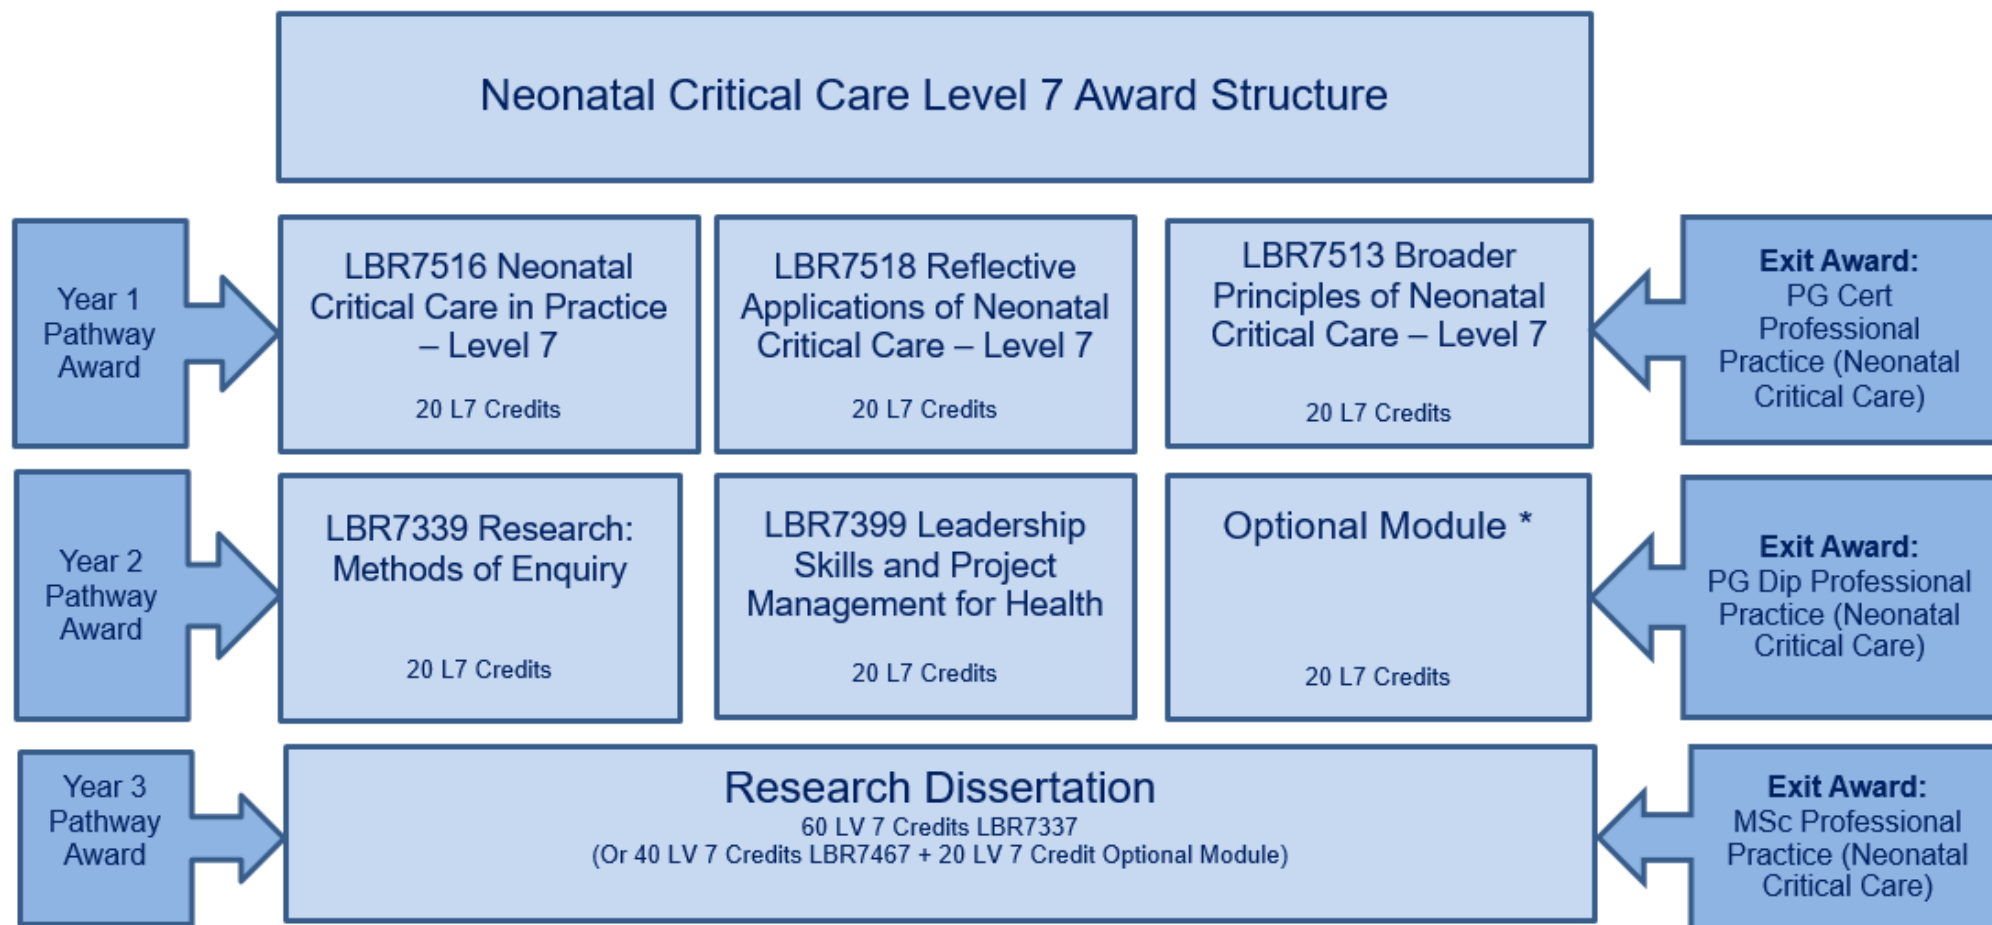 Neonatal Critical Care Level 7 Award Structure
Year 1
Pathway
Award
LBR7516 Neonatal
Critical Care in Practice
– Level 7
20 L7 Credits
LBR7518 Reflective
Applications of Neonatal
Critical Care – Level 7
20 L7 Credits
LBR7513 Broader
Principles of Neonatal
Critical Care – Level 7
20 L7 Credits
Exit Award:
PG Cert
Professional
Practice (Neonatal
Critical Care)
Year 2
Pathway
Award
LBR7339 Research:
Methods of Enquiry
20 L7 Credits
LBR7399 Leadership
Skills and Project
Management for Health
20 L7 Credits
Optional Module *
20 L7 Credits
Exit Award:
PG Dip Professional
Practice (Neonatal
Critical Care)
Year 3
Pathway
Award
Research Dissertation
60 LV 7 Credits LBR7337
(Or 40 LV 7 Credits LBR7467 + 20 LV 7 Credit Optional Module)
Exit Award:
MSc Professional
Practice (Neonatal
Critical Care)